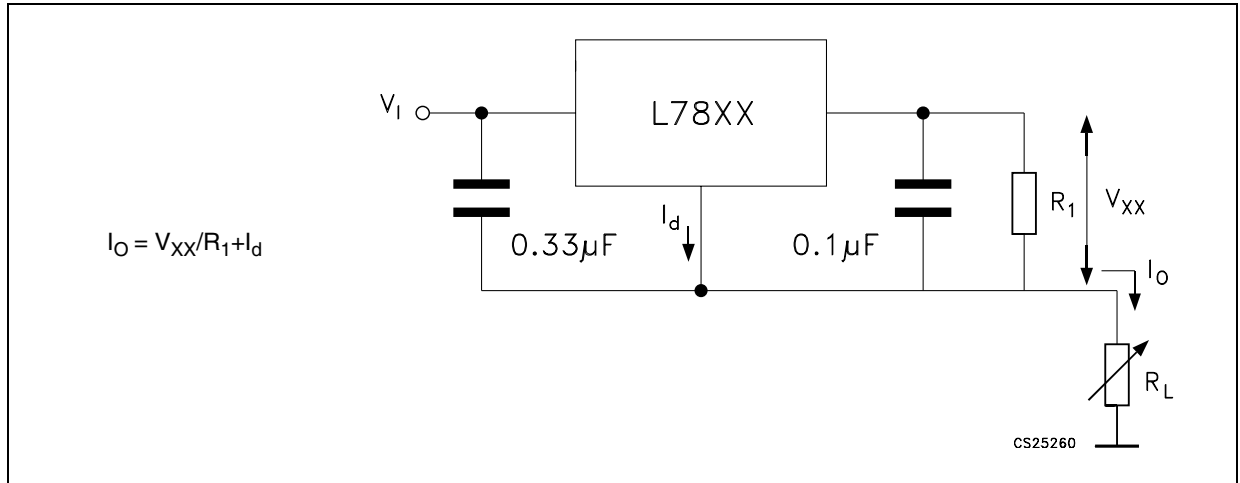 V_I
L78XX
I_d
R_1
V_XX
I_O = V_XX/R_1+I_d
0.33µF
0.1µF
I_O
R_L
CS25260